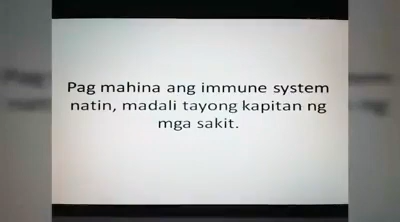 Pag mahina ang immune system
natin, madali tayong kapitan ng
mga sakit.